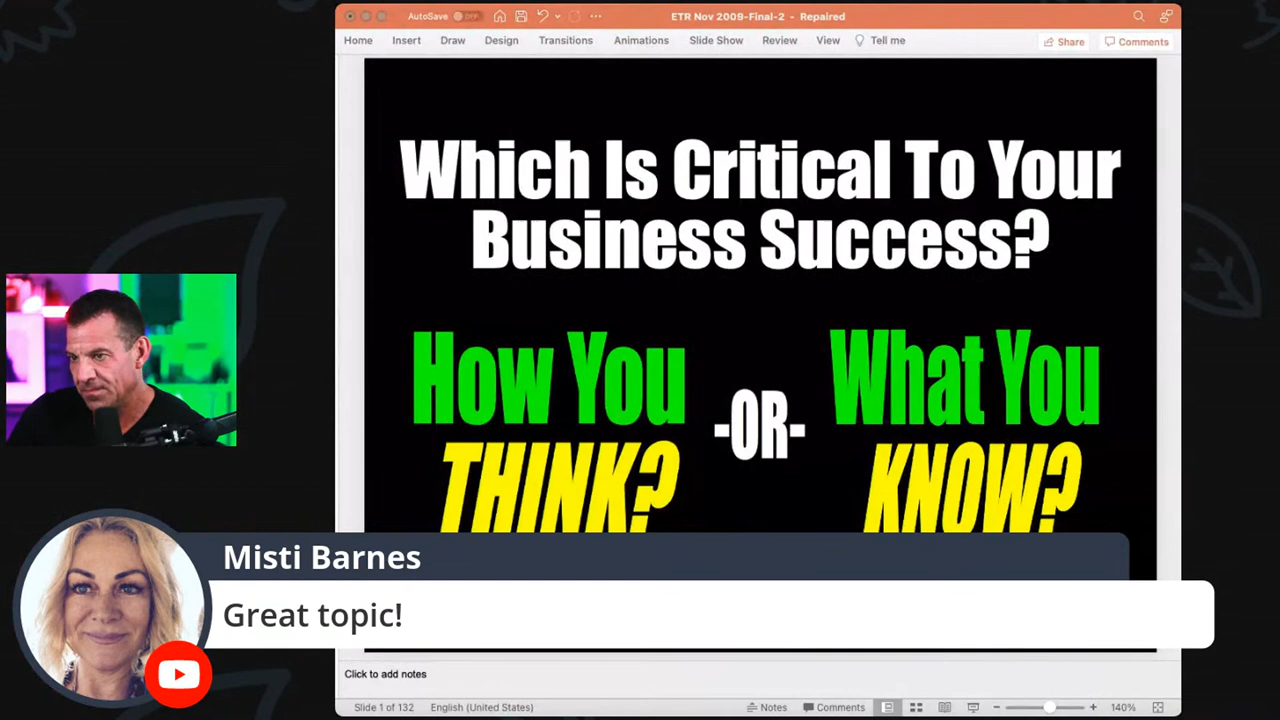 AutoSave OFF
ETR Nov 2009-Final-2 - Repaired
Home Insert Draw Design Transitions Animations Slide Show Review View Tell me Share Comments
Which Is Critical To Your
Business Success?
How You
THINK?
-OR-
What You
KNOW?
Misti Barnes
Great topic!
Click to add notes
Slide 1 of 132 English (United States) Notes Comments 140%